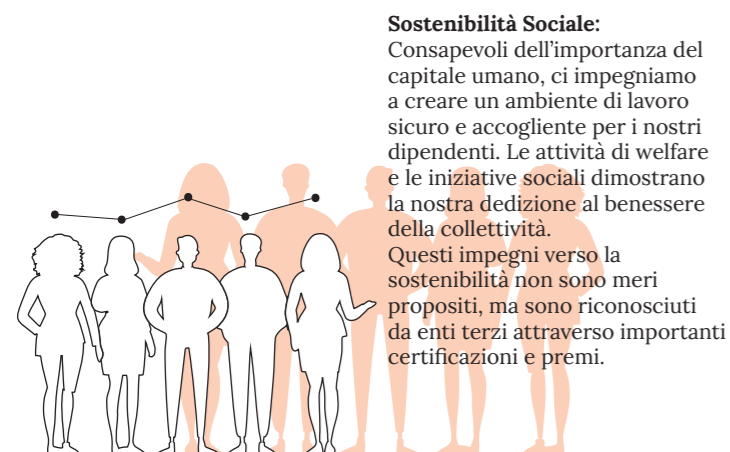 Sostenibilità Sociale:
Consapevoli dell’importanza del
capitale umano, ci impegniamo
a creare un ambiente di lavoro
sicuro e accogliente per i nostri
dipendenti. Le attività di welfare
e le iniziative sociali dimostrano
la nostra dedizione al benessere
della collettività.
Questi impegni verso la
sostenibilità non sono meri
propositi, ma sono riconosciuti
da enti terzi attraverso importanti
certificazioni e premi.